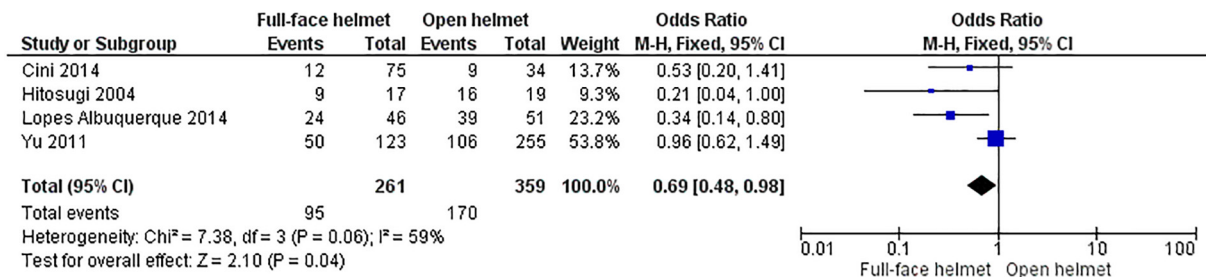 Full-face helmet Open helmet Odds Ratio Odds Ratio
Study or Subgroup Events Total Events Total Weight M-H, Fixed, 95% CI M-H, Fixed, 95% CI
Cini 2014 12 75 9 34 13.7% 0.53 [0.20, 1.41]
Hitosugi 2004 9 17 16 19 9.3% 0.21 [0.04, 1.00]
Lopes Albuquerque 2014 24 46 39 51 23.2% 0.34 [0.14, 0.80]
Yu 2011 50 123 106 255 53.8% 0.96 [0.62, 1.49]
Total (95% CI) 261 359 100.0% 0.69 [0.48, 0.98]
Total events 95 170
Heterogeneity: Chi² = 7.38, df = 3 (P = 0.06); I² = 59%
Test for overall effect: Z = 2.10 (P = 0.04)
0.01 0.1 1 10 100
Full-face helmet Open helmet